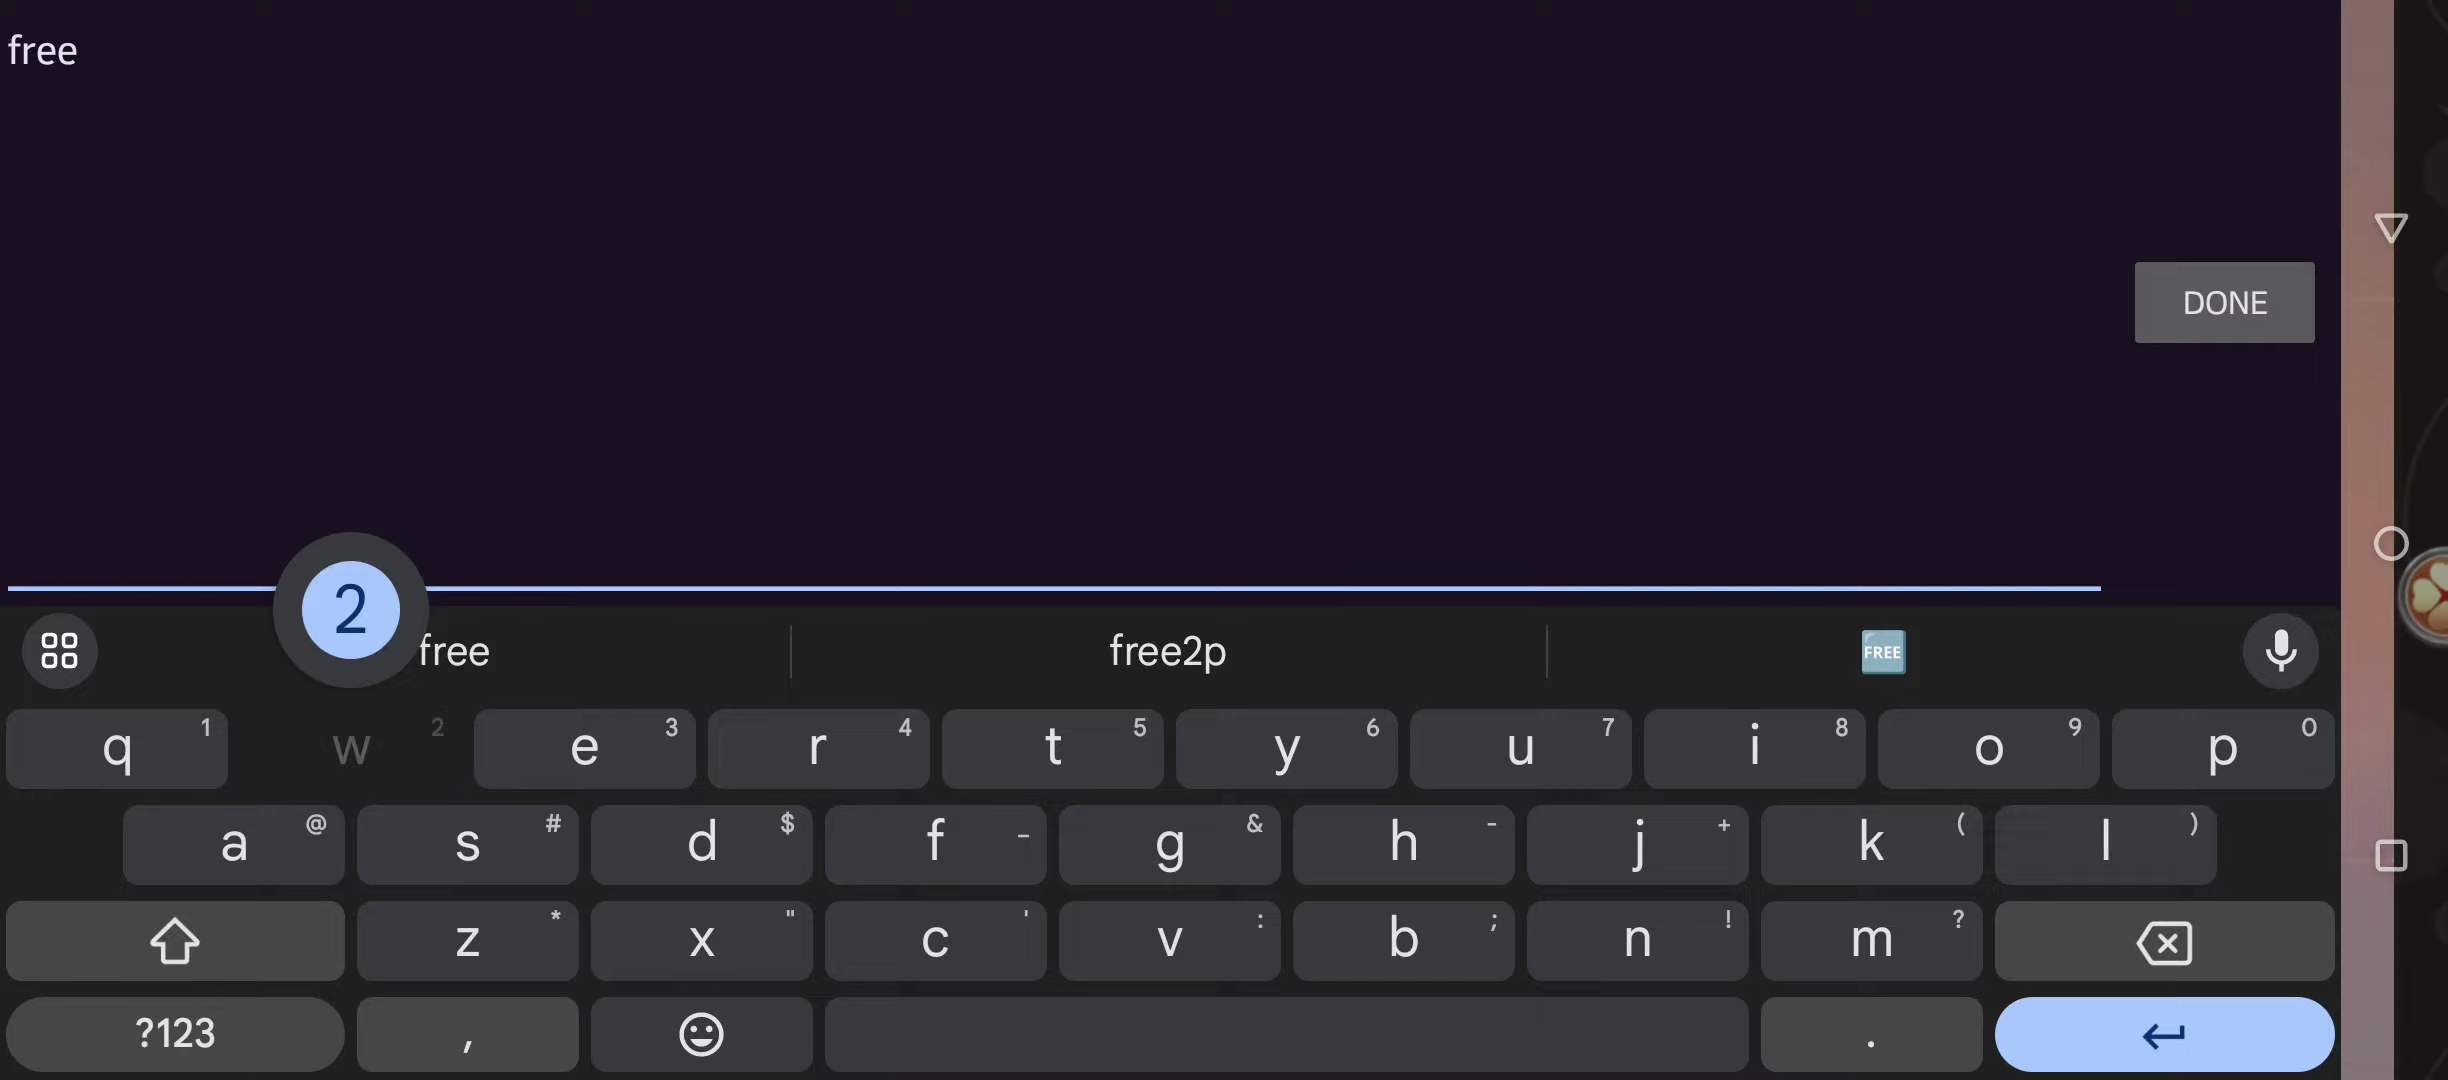 free
DONE
2
free
free2p
FREE
q 1 w 2 e 3 r 4 t 5 y 6 u 7 i 8 o 9 p 0
a @ s # d $ f _ g & h - j + k ( l )
z * x " c ' v : b ; n ! m ?
?123 , .